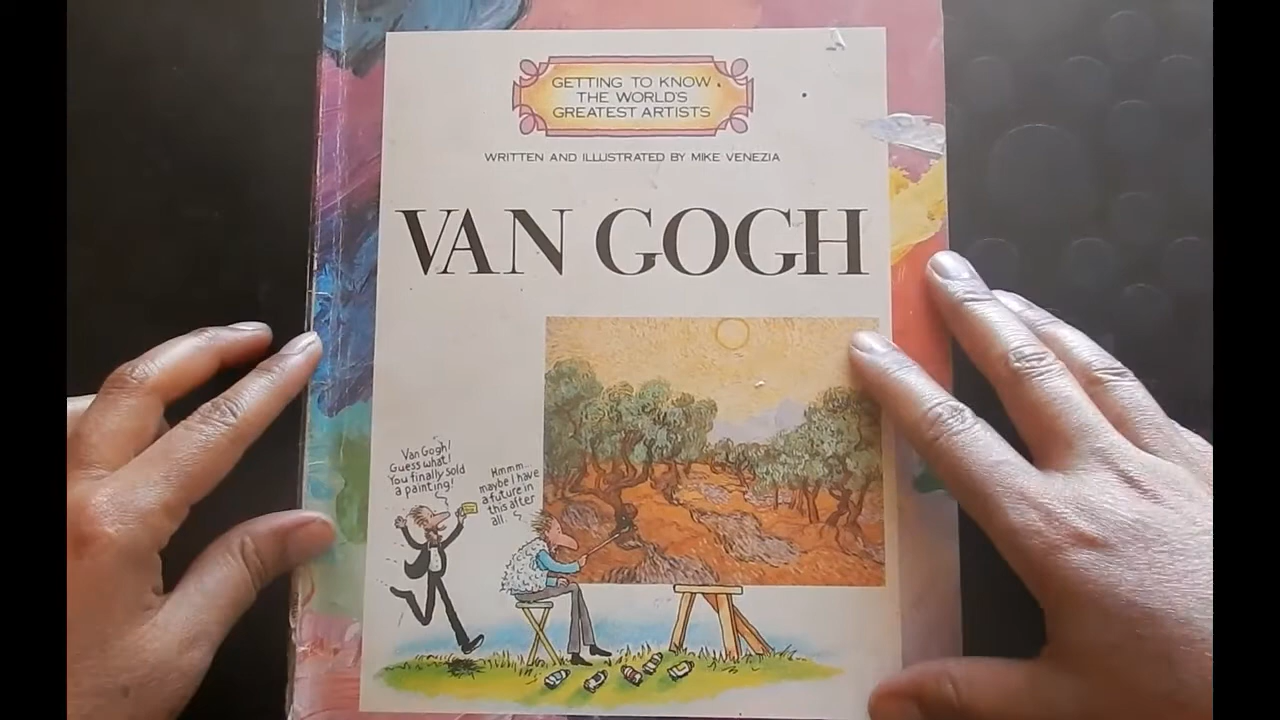 GETTING TO KNOW
THE WORLD'S
GREATEST ARTISTS
WRITTEN AND ILLUSTRATED BY MIKE VENEZIA
VAN GOGH
Van Gogh!
Guess what!
You finally sold
a painting!
Hmmm...
maybe I have
a future in
this after
all.